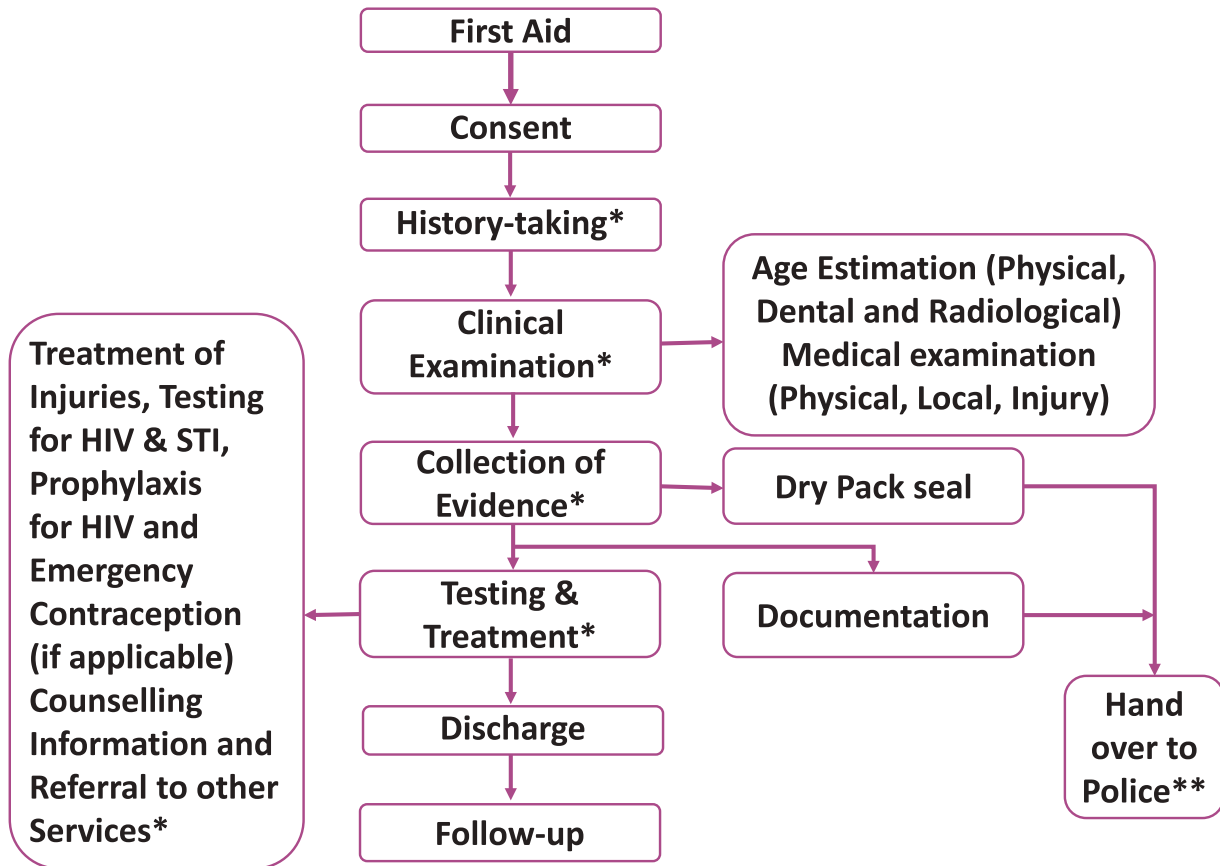 First Aid
Consent
History-taking*
Clinical
Examination*
Age Estimation (Physical,
Dental and Radiological)
Medical examination
(Physical, Local, Injury)
Collection of
Evidence*
Dry Pack seal
Testing &
Treatment*
Documentation
Treatment of
Injuries, Testing
for HIV & STI,
Prophylaxis
for HIV and
Emergency
Contraception
(if applicable)
Counselling
Information and
Referral to other
Services*
Hand
over to
Police**
Discharge
Follow-up